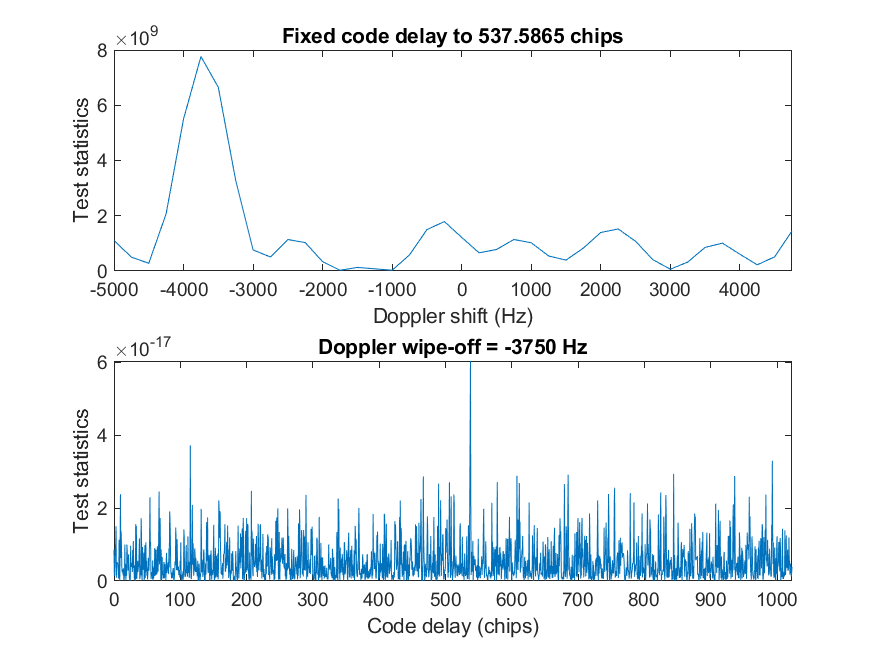 Fixed code delay to 537.5865 chips
×10^9
8
6
4
2
0
Test statistics
-5000 -4000 -3000 -2000 -1000 0 1000 2000 3000 4000
Doppler shift (Hz)
Doppler wipe-off = -3750 Hz
×10^-17
6
4
2
0
Test statistics
0 100 200 300 400 500 600 700 800 900 1000
Code delay (chips)